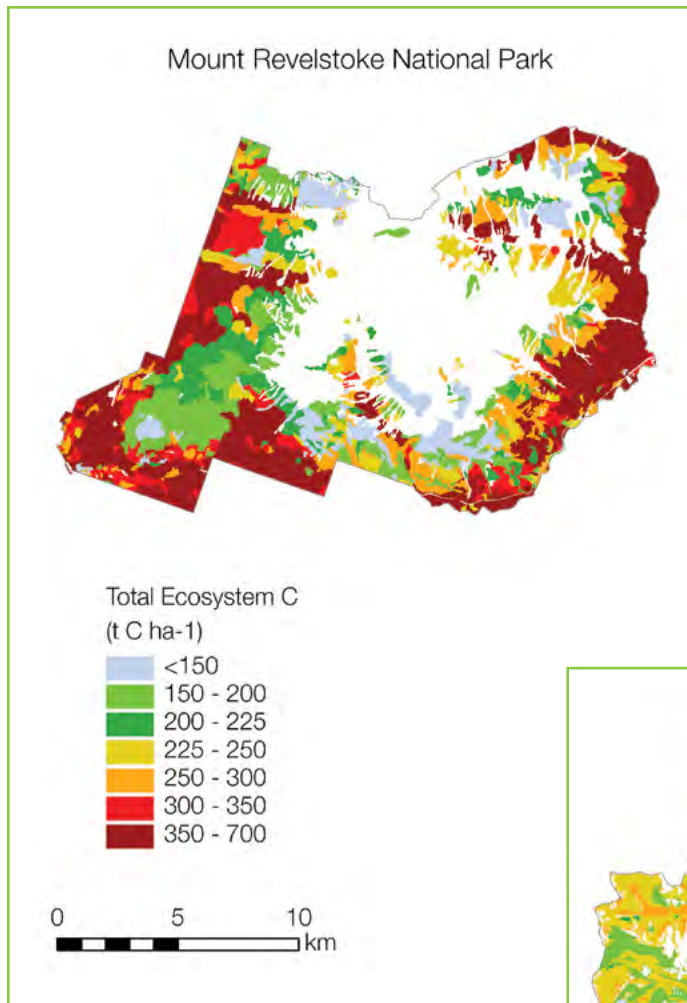 Mount Revelstoke National Park
Total Ecosystem C
(t C ha-1)
<150
150 - 200
200 - 225
225 - 250
250 - 300
300 - 350
350 - 700
0 5 10
km